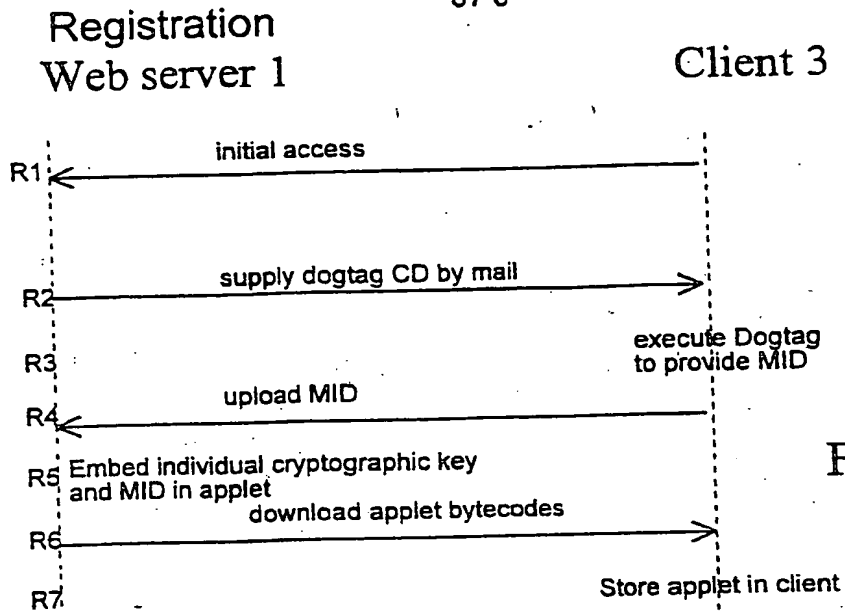 Registration
Web server 1
Client 3
R1
initial access
supply dogtag CD by mail
R2
execute Dogtag
to provide MID
R3
upload MID
R4
R5 Embed individual cryptographic key
and MID in applet
F
download applet bytecodes
R6
Store applet in client
R7